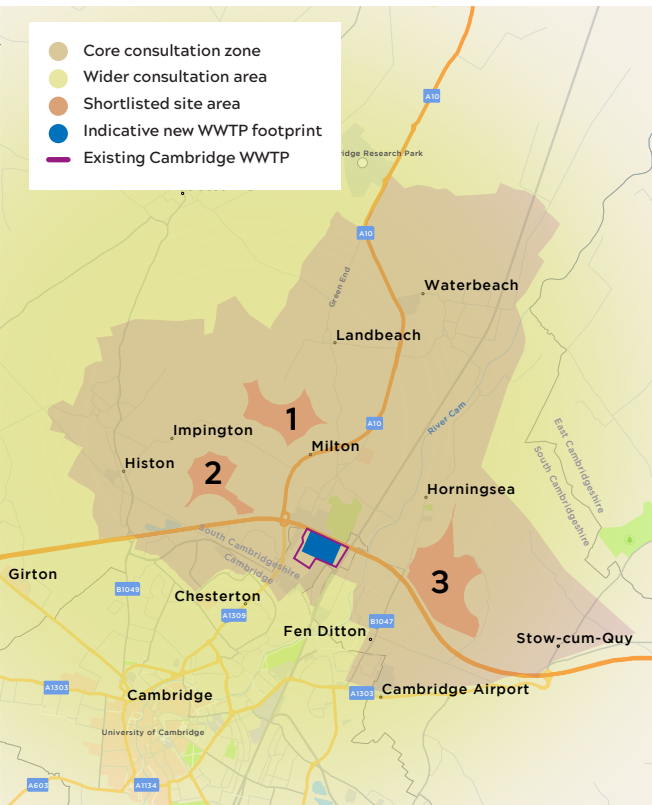 Core consultation zone
Wider consultation area
Shortlisted site area
Indicative new WWTP footprint
Existing Cambridge WWTP
A10
Research Park
A10
Green End
Waterbeach
Landbeach
1
A10
Impington
Milton
River Cam
Histon
2
Horningsea
East Cambridgeshire
South Cambridgeshire
South Cambridgeshire
Cambridge
Girton
3
B1049
Chesterton
A1309
B1047
Fen Ditton
Stow-cum-Quy
A1303
Cambridge
A1303
Cambridge Airport
University of Cambridge
A603
A1134